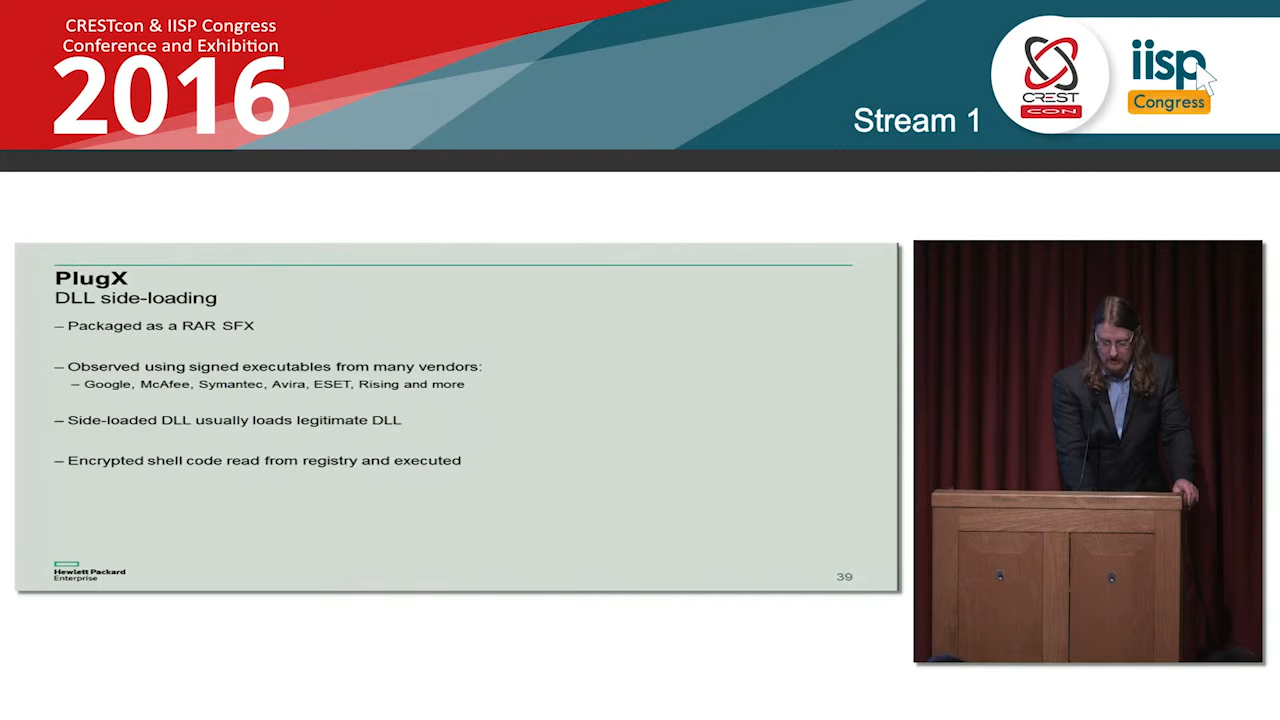 CRESTcon & IISP Congress
Conference and Exhibition
2016
Stream 1
CREST
CON
iisp
Congress
PlugX
DLL side-loading
– Packaged as a RAR SFX
– Observed using signed executables from many vendors:
– Google, McAfee, Symantec, Avira, ESET, Rising and more
– Side-loaded DLL usually loads legitimate DLL
– Encrypted shell code read from registry and executed
Hewlett Packard
Enterprise
39